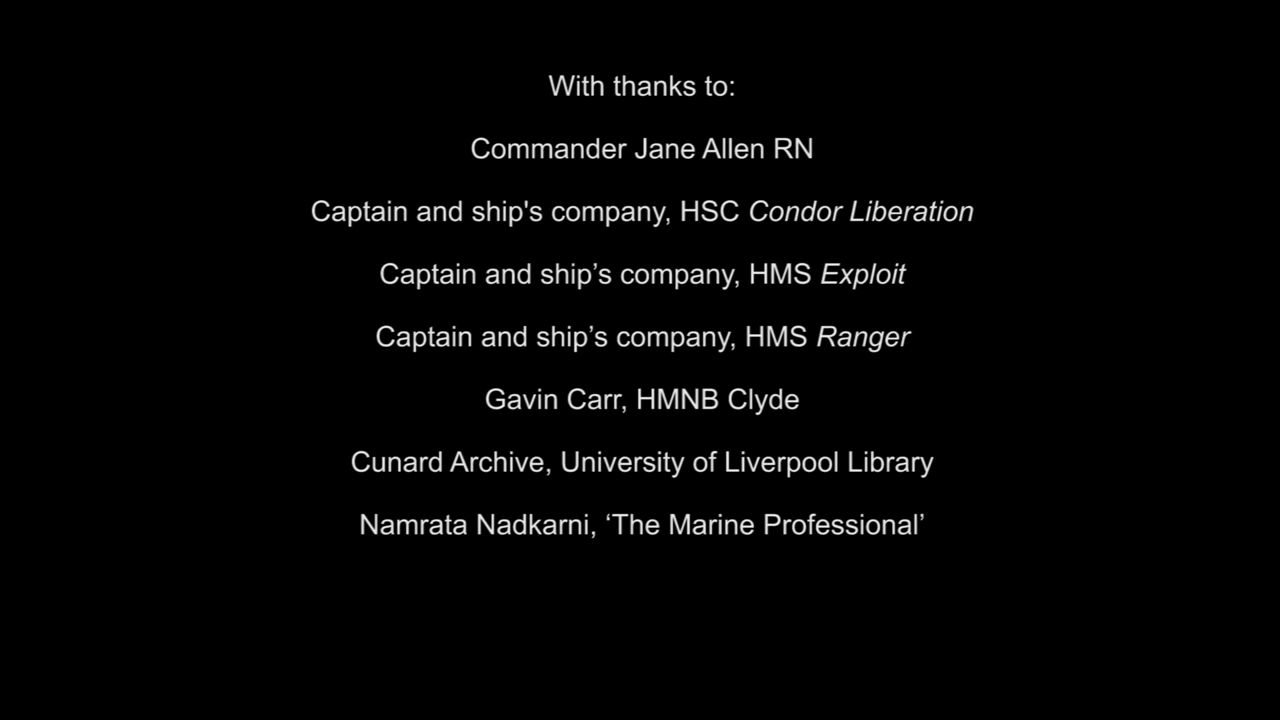 With thanks to:
Commander Jane Allen RN
Captain and ship's company, HSC Condor Liberation
Captain and ship’s company, HMS Exploit
Captain and ship’s company, HMS Ranger
Gavin Carr, HMNB Clyde
Cunard Archive, University of Liverpool Library
Namrata Nadkarni, ‘The Marine Professional’